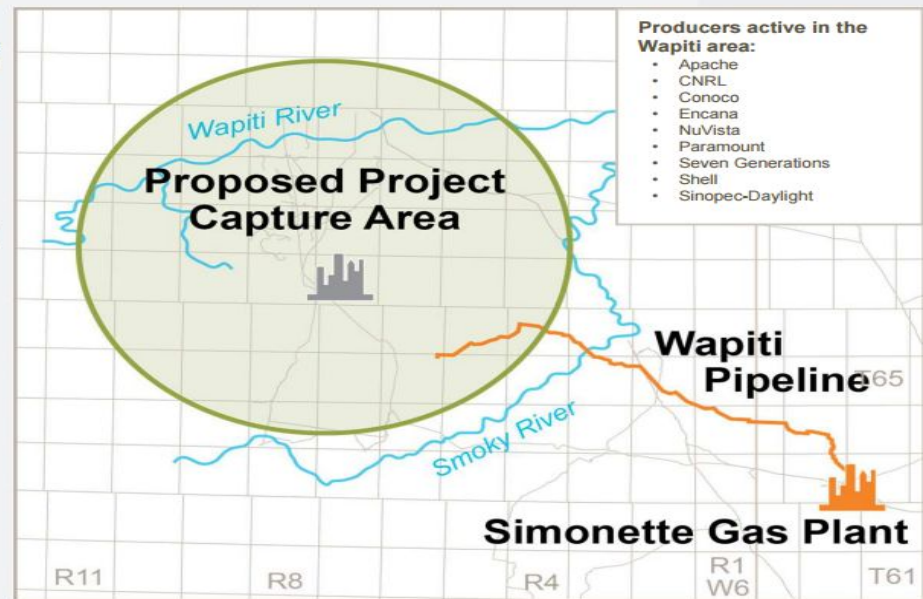 Producers active in the
Wapiti area:
• Apache
• CNRL
• Conoco
• Encana
• NuVista
• Paramount
• Seven Generations
• Shell
• Sinopec-Daylight
Wapiti River
Proposed Project
Capture Area
Wapiti
Pipeline
T65
Smoky River
Simonette Gas Plant
R11
R8
R4
R1
W6
T61